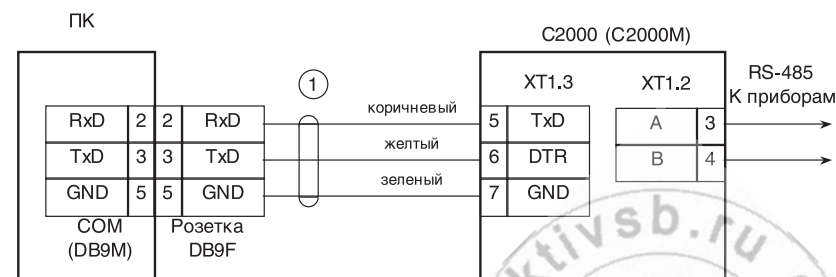 ПК
С2000 (С2000М)
1
XT1.3
XT1.2
RS-485
К приборам
RxD 2 2 RxD
коричневый
5 TxD
A 3
TxD 3 3 TxD
желтый
6 DTR
B 4
GND 5 5 GND
зеленый
7 GND
COM
(DB9M)
Розетка
DB9F
ktivsb.ru